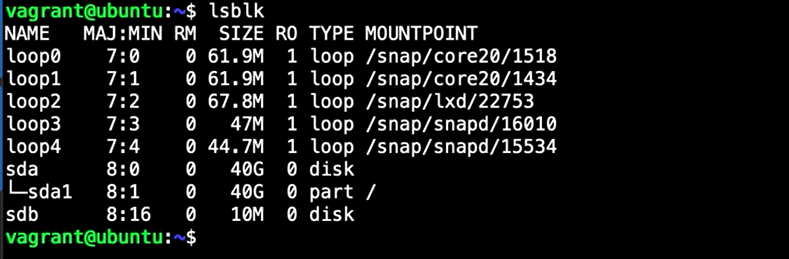 vagrant@ubuntu:~$ lsblk
NAME   MAJ:MIN RM  SIZE RO TYPE MOUNTPOINT
loop0    7:0    0 61.9M  1 loop /snap/core20/1518
loop1    7:1    0 61.9M  1 loop /snap/core20/1434
loop2    7:2    0 67.8M  1 loop /snap/lxd/22753
loop3    7:3    0   47M  1 loop /snap/snapd/16010
loop4    7:4    0 44.7M  1 loop /snap/snapd/15534
sda      8:0    0   40G  0 disk
└─sda1   8:1    0   40G  0 part /
sdb      8:16   0   10M  0 disk
vagrant@ubuntu:~$